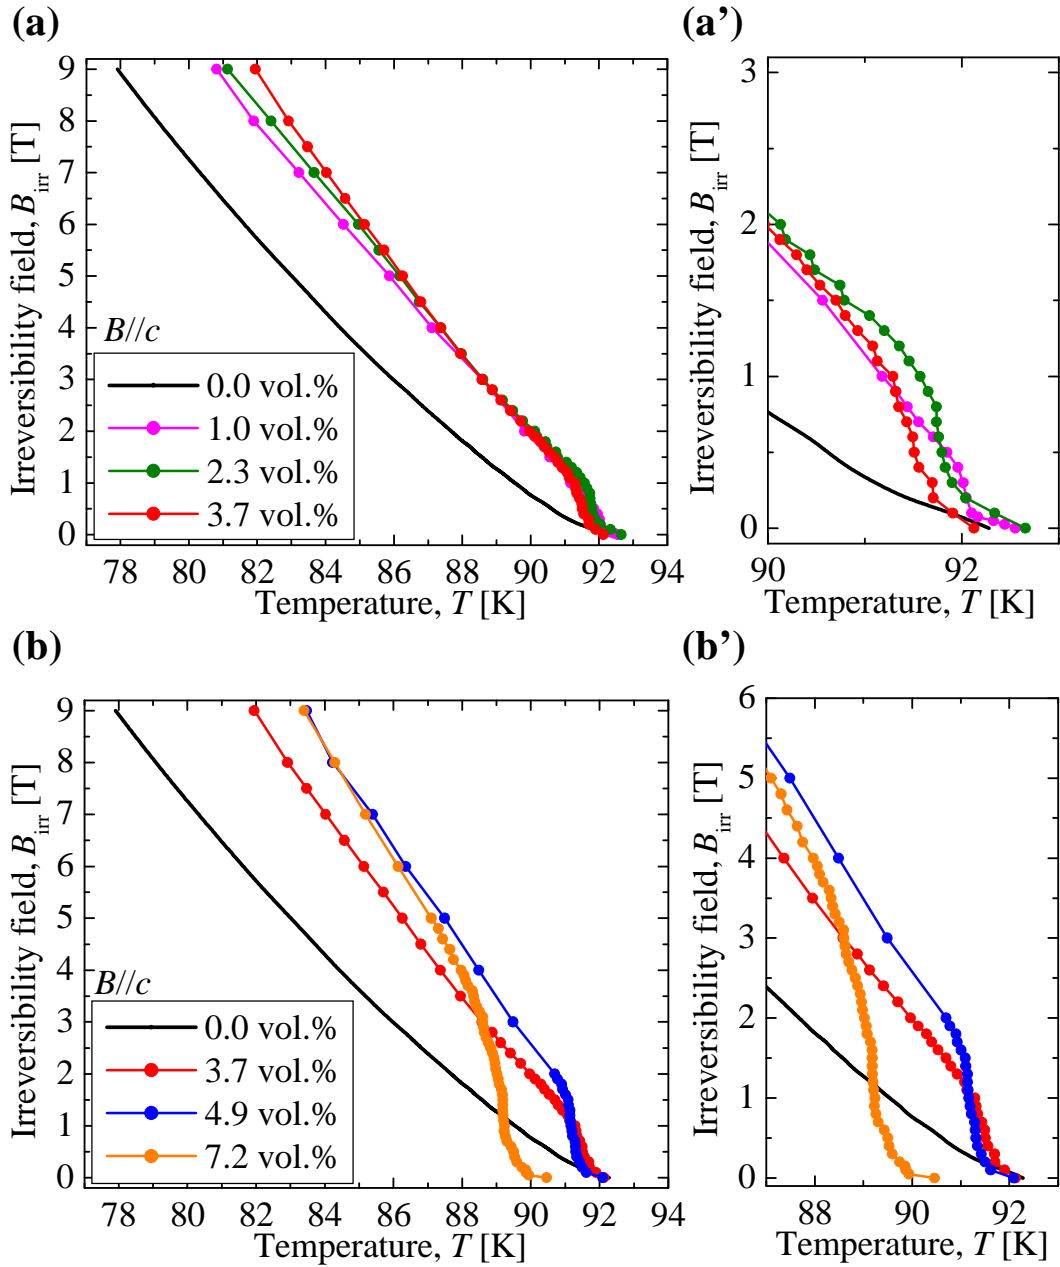 (a)
Irreversibility field, Birr [T]
9
8
7
6
5
4
3
2
1
0
B//c
0.0 vol.%
1.0 vol.%
2.3 vol.%
3.7 vol.%
78 80 82 84 86 88 90 92 94
Temperature, T [K]
(a’)
Irreversibility field, Birr [T]
3
2
1
0
90 92
Temperature, T [K]
(b)
Irreversibility field, Birr [T]
9
8
7
6
5
4
3
2
1
0
B//c
0.0 vol.%
3.7 vol.%
4.9 vol.%
7.2 vol.%
78 80 82 84 86 88 90 92 94
Temperature, T [K]
(b’)
Irreversibility field, Birr [T]
6
5
4
3
2
1
0
88 90 92
Temperature, T [K]